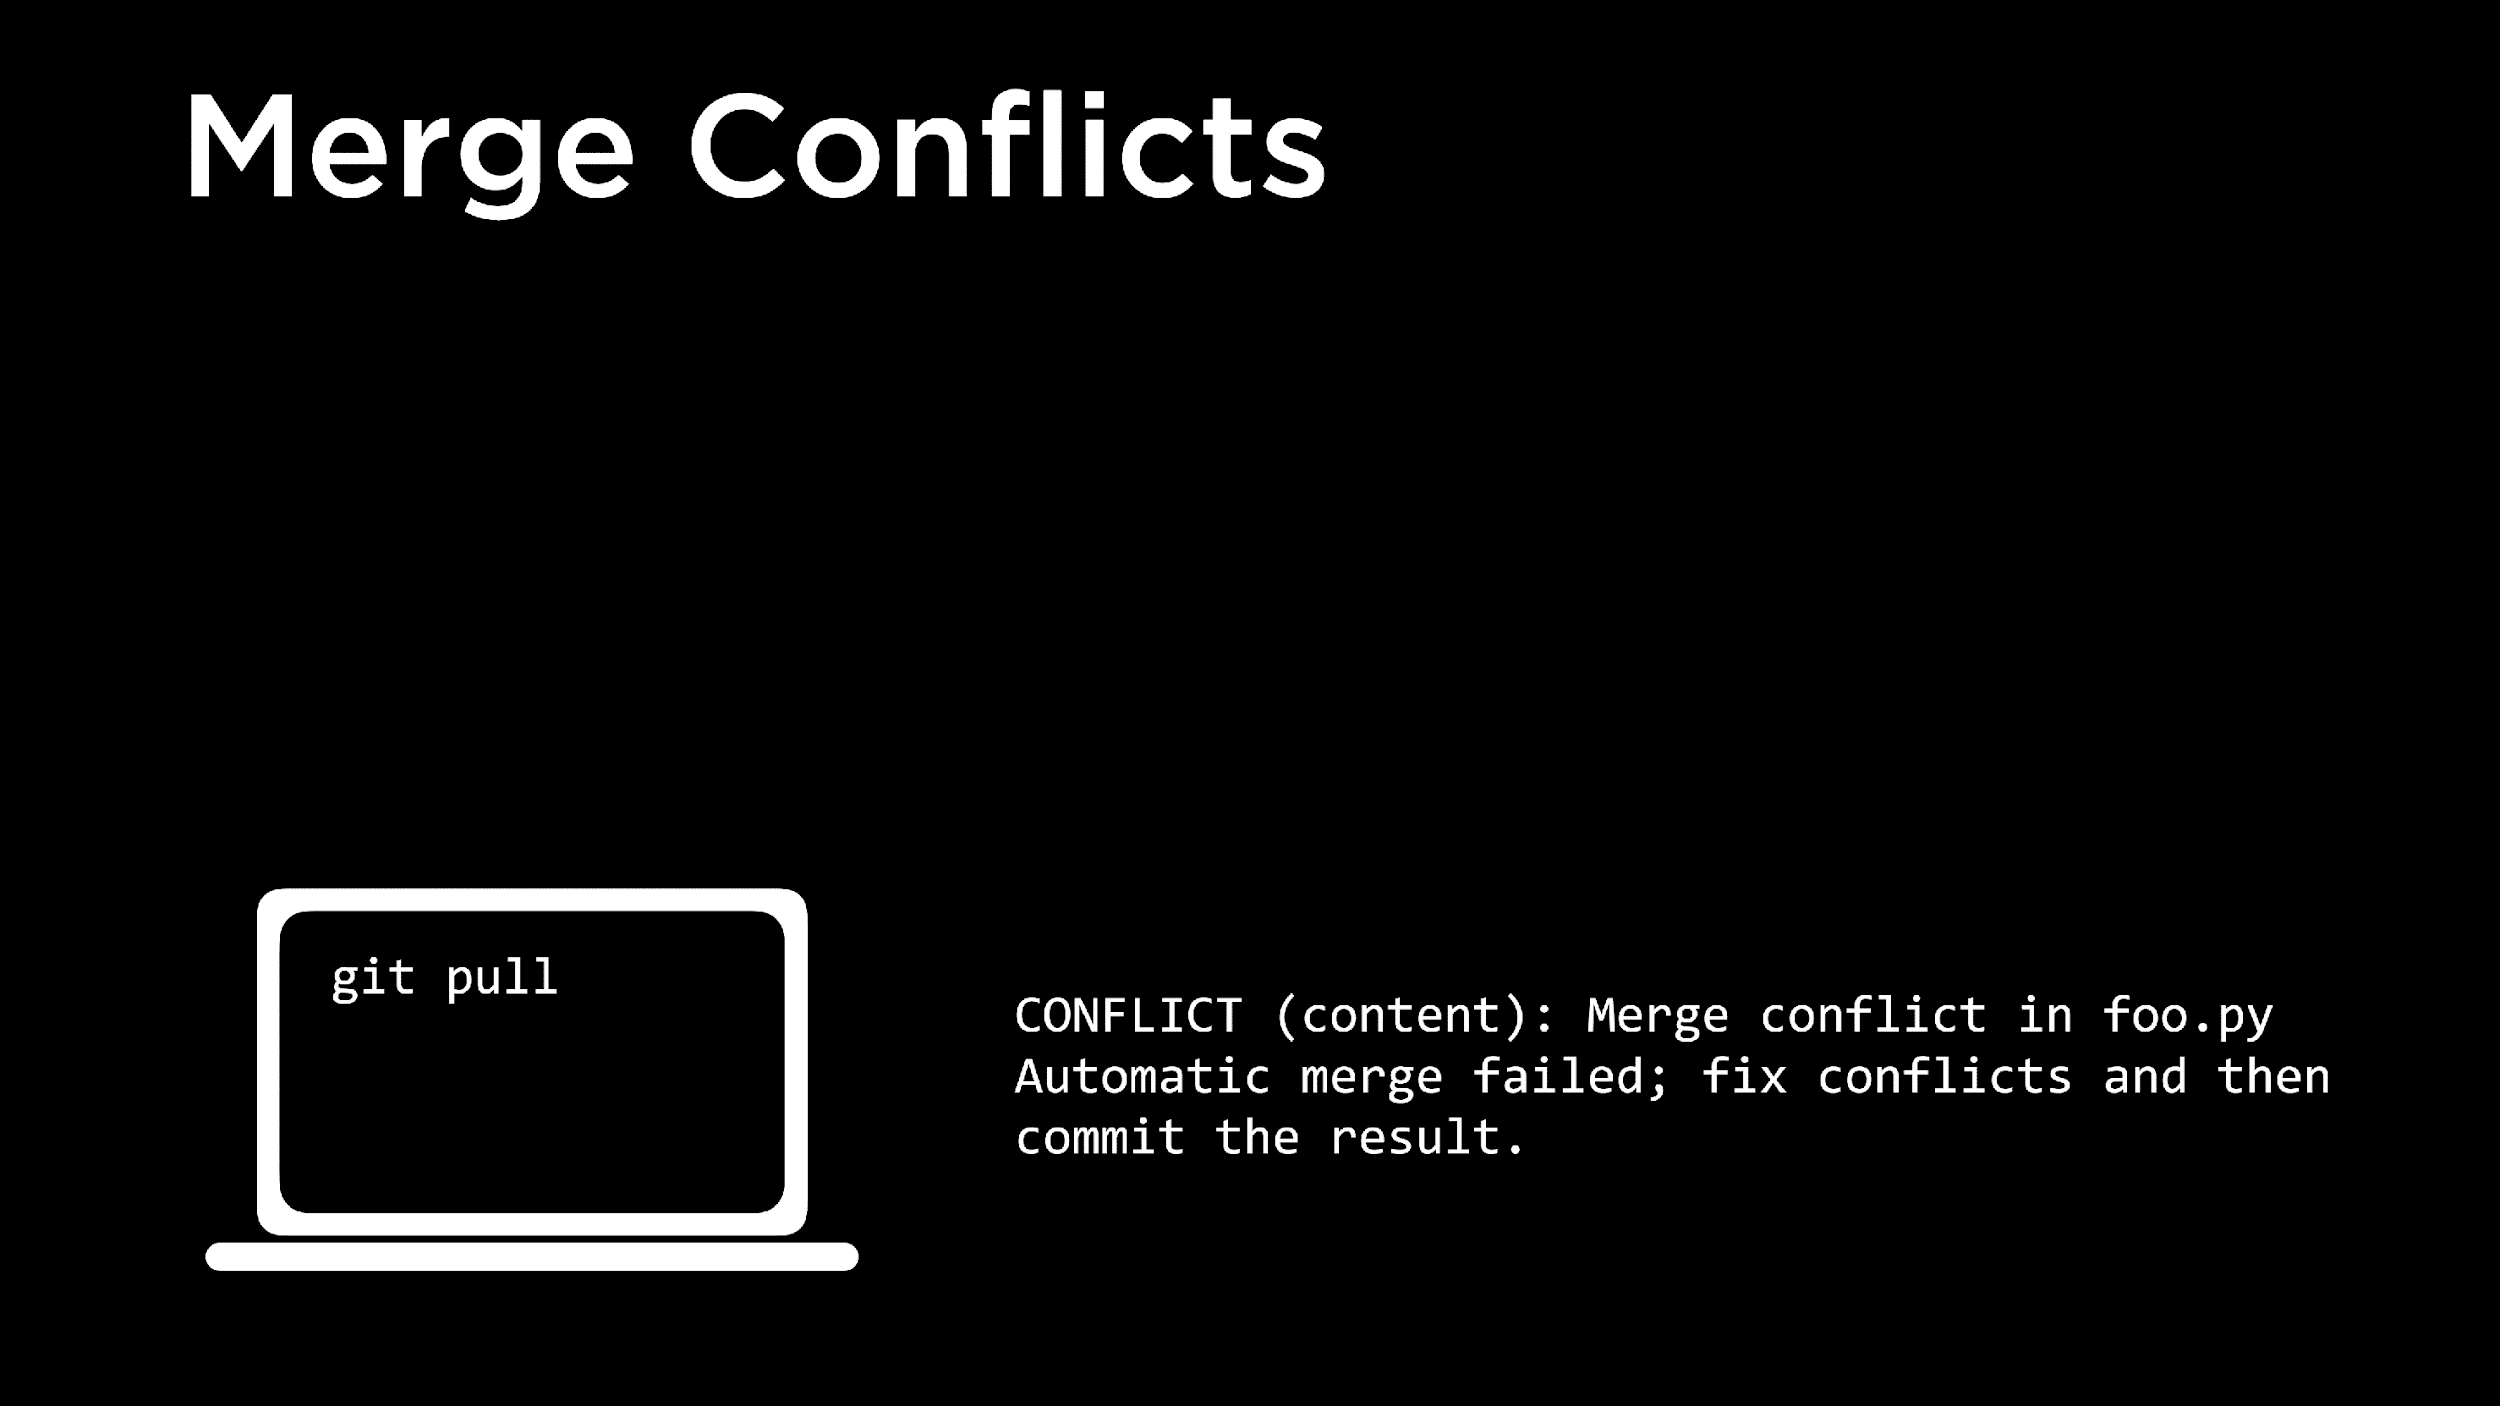 Merge Conflicts
git pull
CONFLICT (content): Merge conflict in foo.py
Automatic merge failed; fix conflicts and then
commit the result.